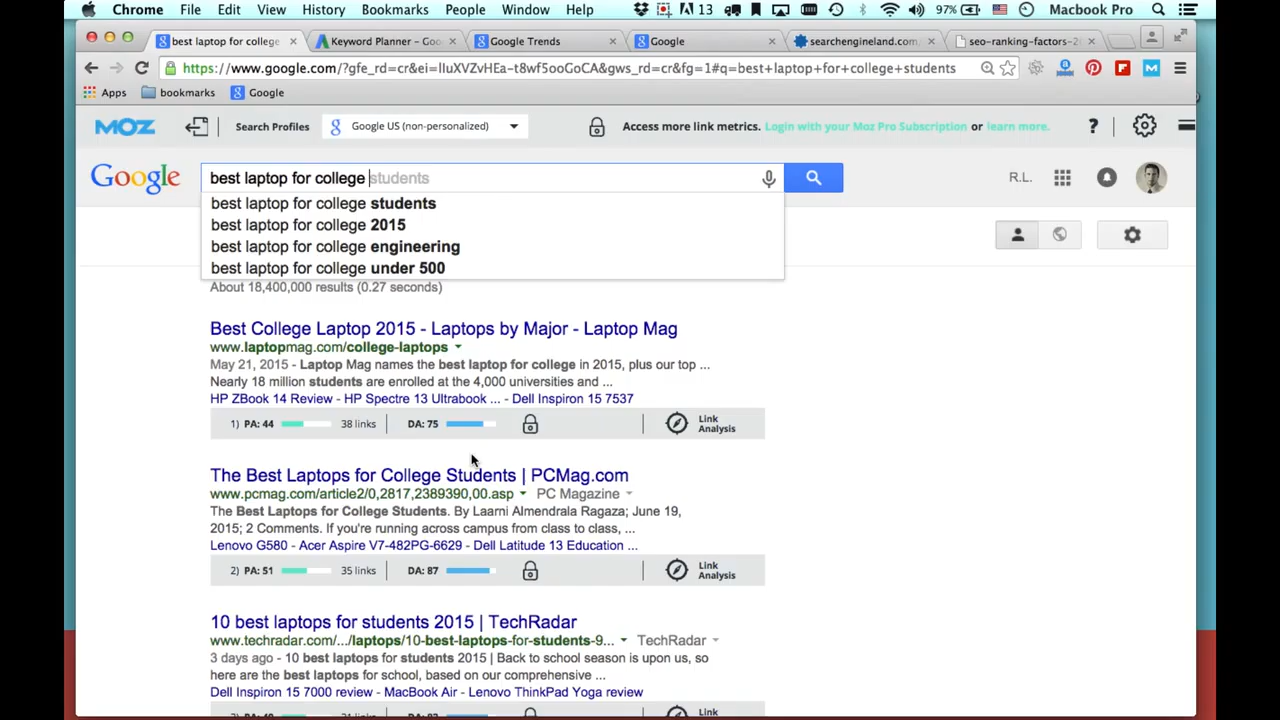 Chrome File Edit View History Bookmarks People Window Help 13 97% Macbook Pro
best laptop for college Keyword Planner – Goo Google Trends Google searchengineland.com seo-ranking-factors-2
https://www.google.com/?gfe_rd=cr&ei=IIuXVZvHEa-t8wf5ooGoCA&gws_rd=cr&fg=1#q=best+laptop+for+college+students
Apps bookmarks Google
MOZ Search Profiles Google US (non-personalized) Access more link metrics. Login with your Moz Pro Subscription or learn more. ?
Google best laptop for college students R.L.
best laptop for college students
best laptop for college 2015
best laptop for college engineering
best laptop for college under 500
About 18,400,000 results (0.27 seconds)
Best College Laptop 2015 - Laptops by Major - Laptop Mag
www.laptopmag.com/college-laptops
May 21, 2015 - Laptop Mag names the best laptop for college in 2015, plus our top ...
Nearly 18 million students are enrolled at the 4,000 universities and ...
HP ZBook 14 Review - HP Spectre 13 Ultrabook ... - Dell Inspiron 15 7537
1) PA: 44 38 links DA: 75 Link Analysis
The Best Laptops for College Students | PCMag.com
www.pcmag.com/article2/0,2817,2389390,00.asp PC Magazine
The Best Laptops for College Students. By Laarni Almendrala Ragaza; June 19,
2015; 2 Comments. If you're running across campus from class to class, ...
Lenovo G580 - Acer Aspire V7-482PG-6629 - Dell Latitude 13 Education ...
2) PA: 51 35 links DA: 87 Link Analysis
10 best laptops for students 2015 | TechRadar
www.techradar.com/.../laptops/10-best-laptops-for-students-9... TechRadar
3 days ago - 10 best laptops for students 2015 | Back to school season is upon us, so
here are the best laptops for school, based on our comprehensive ...
Dell Inspiron 15 7000 review - MacBook Air - Lenovo ThinkPad Yoga review
Link